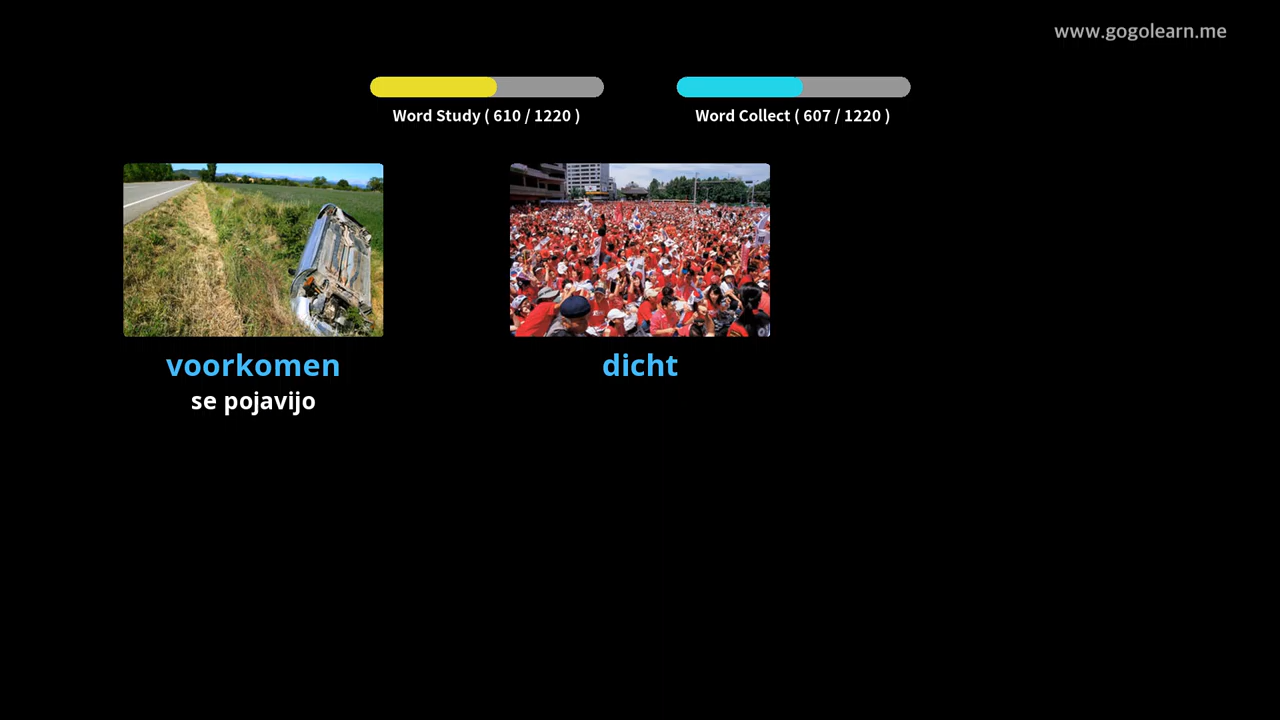 www.gogolearn.me
Word Study ( 610 / 1220 )
Word Collect ( 607 / 1220 )
voorkomen
se pojavijo
dicht